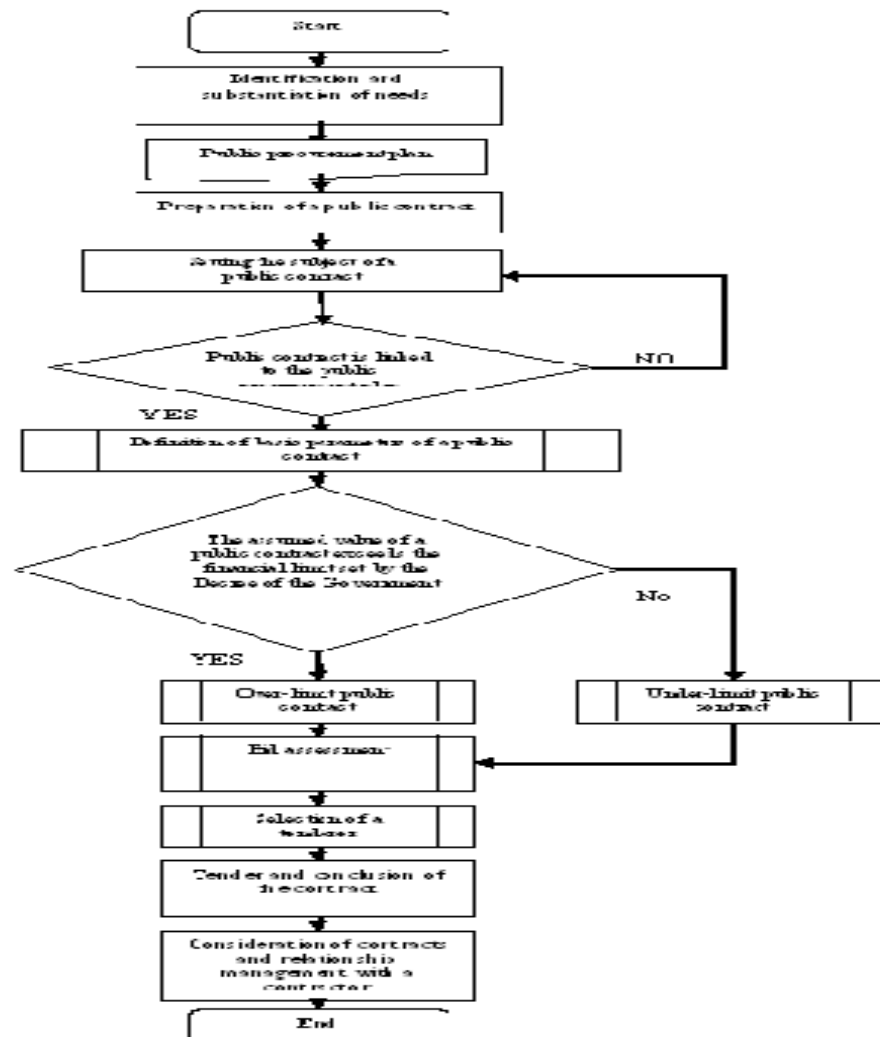 Start
Identification and
substantiation of needs
Public procurement plan
Preparation of a public contract
Setting the subject of a
public contract
Public contract is linked
to the public
NO
YES
Definition of basic parameters of a public
contract
The assumed value of a
public contract exceeds the
financial limit set by the
Decree of the Government
No
YES
Over-limit public
contract
Under-limit public
contract
Bid assessment
Selection of a
tenderer
Tender and conclusion of
the contract
Consideration of contracts
and relationship
management with a
contractor
End